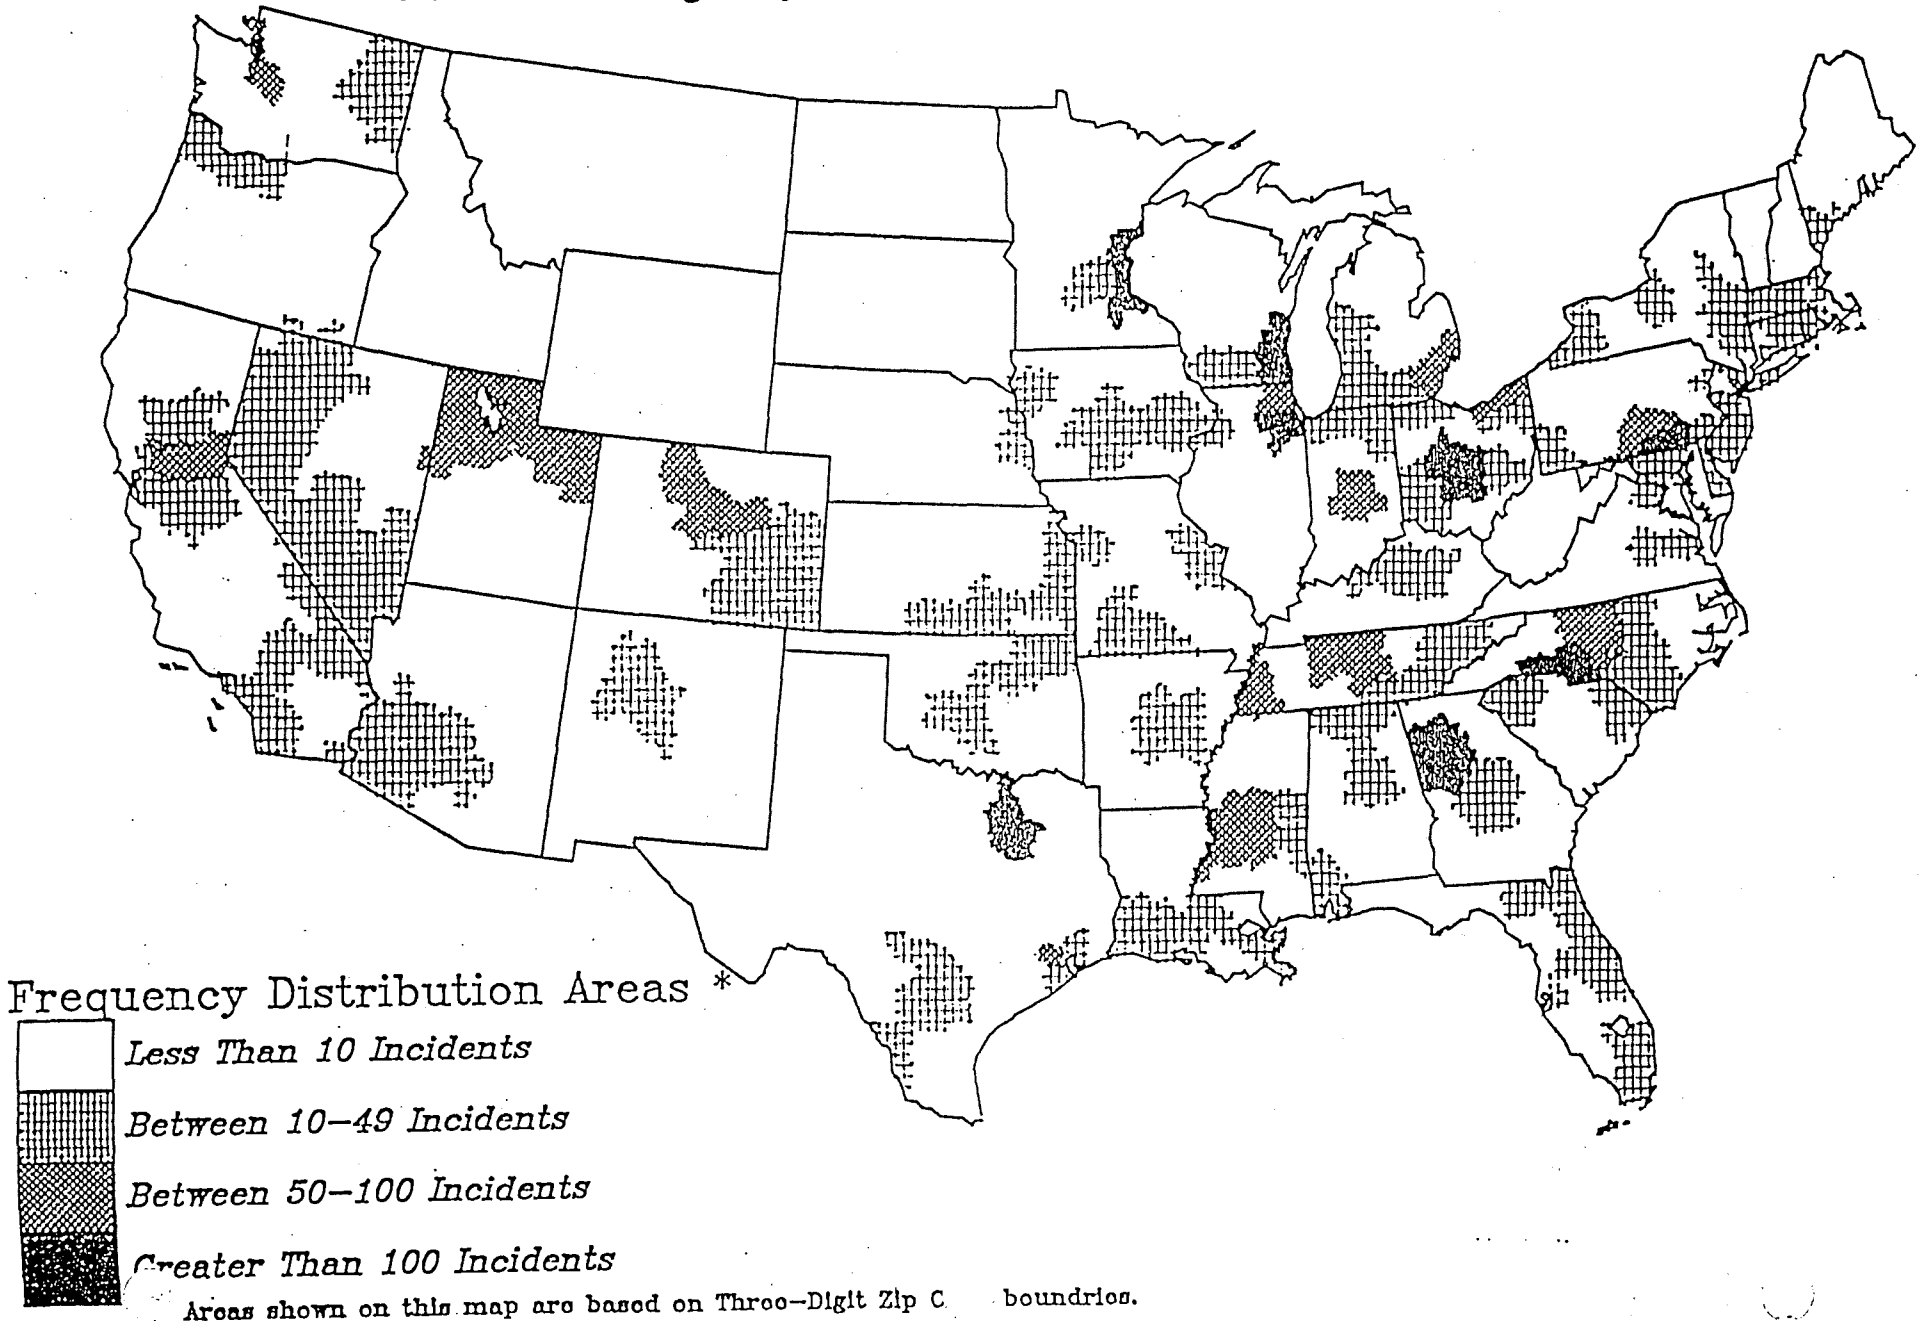 Frequency Distribution Areas *
Less Than 10 Incidents
Between 10-49 Incidents
Between 50-100 Incidents
Greater Than 100 Incidents
Areas shown on this map are based on Three-Digit Zip C boundries.